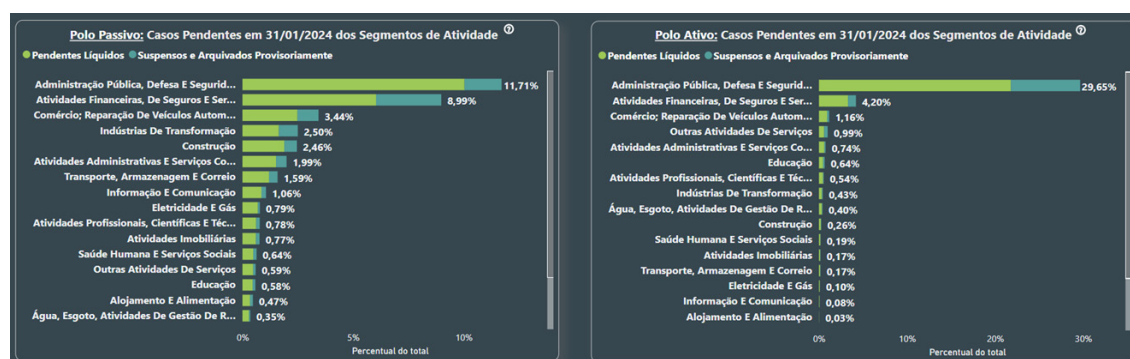 Polo Passivo: Casos Pendentes em 31/01/2024 dos Segmentos de Atividade ?
Pendentes Líquidos Suspensos e Arquivados Provisoriamente
Administração Pública, Defesa E Segurid... 11,71%
Atividades Financeiras, De Seguros E Ser... 8,99%
Comércio; Reparação De Veículos Autom... 3,44%
Indústrias De Transformação 2,50%
Construção 2,46%
Atividades Administrativas E Serviços Co... 1,99%
Transporte, Armazenagem E Correio 1,59%
Informação E Comunicação 1,06%
Eletricidade E Gás 0,79%
Atividades Profissionais, Científicas E Téc... 0,78%
Atividades Imobiliárias 0,77%
Saúde Humana E Serviços Sociais 0,64%
Outras Atividades De Serviços 0,59%
Educação 0,58%
Alojamento E Alimentação 0,47%
Água, Esgoto, Atividades De Gestão De R... 0,35%
0% 5% 10%
Percentual do total
Polo Ativo: Casos Pendentes em 31/01/2024 dos Segmentos de Atividade ?
Pendentes Líquidos Suspensos e Arquivados Provisoriamente
Administração Pública, Defesa E Segurid... 29,65%
Atividades Financeiras, De Seguros E Ser... 4,20%
Comércio; Reparação De Veículos Autom... 1,16%
Outras Atividades De Serviços 0,99%
Atividades Administrativas E Serviços Co... 0,74%
Educação 0,64%
Atividades Profissionais, Científicas E Téc... 0,54%
Indústrias De Transformação 0,43%
Água, Esgoto, Atividades De Gestão De R... 0,40%
Construção 0,26%
Saúde Humana E Serviços Sociais 0,19%
Atividades Imobiliárias 0,17%
Transporte, Armazenagem E Correio 0,17%
Eletricidade E Gás 0,10%
Informação E Comunicação 0,08%
Alojamento E Alimentação 0,03%
0% 10% 20% 30%
Percentual do total